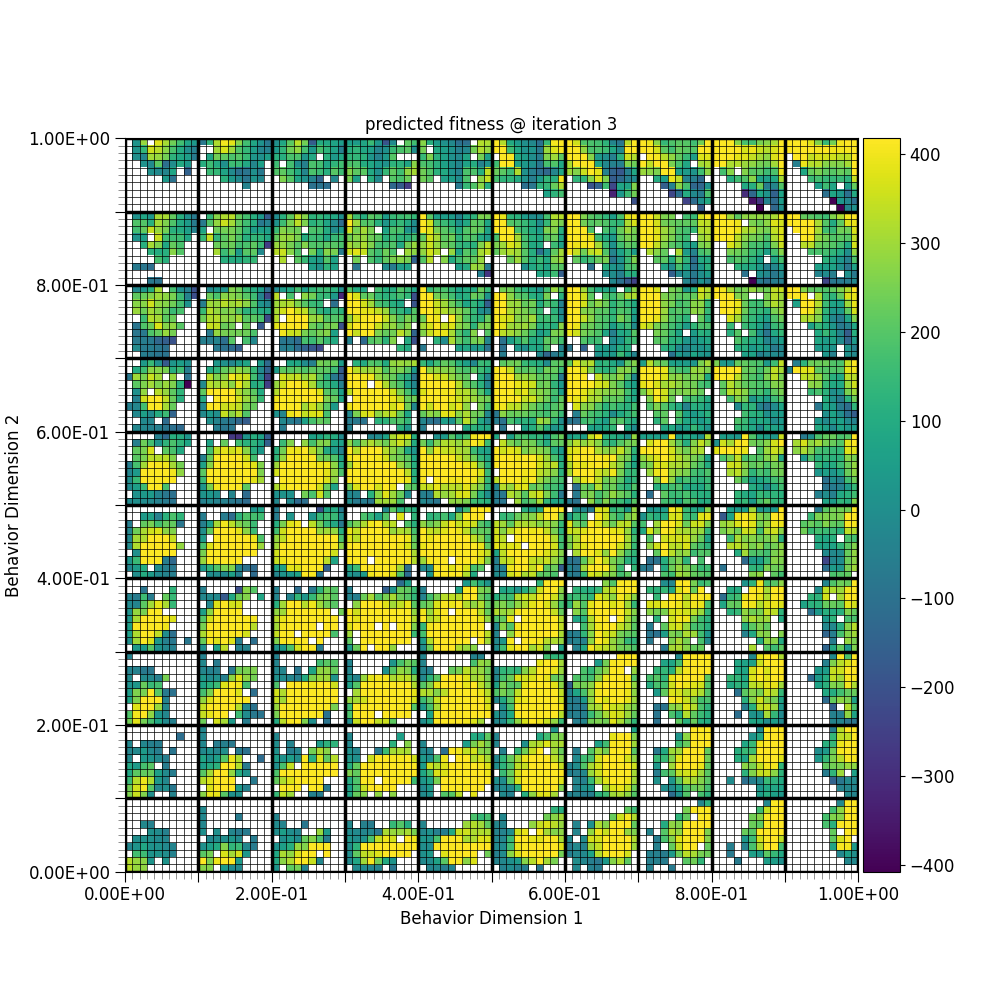 predicted fitness @ iteration 3
1.00E+00
8.00E-01
6.00E-01
4.00E-01
2.00E-01
0.00E+00
Behavior Dimension 2
0.00E+00 2.00E-01 4.00E-01 6.00E-01 8.00E-01 1.00E+00
Behavior Dimension 1
400
300
200
100
0
−100
−200
−300
−400